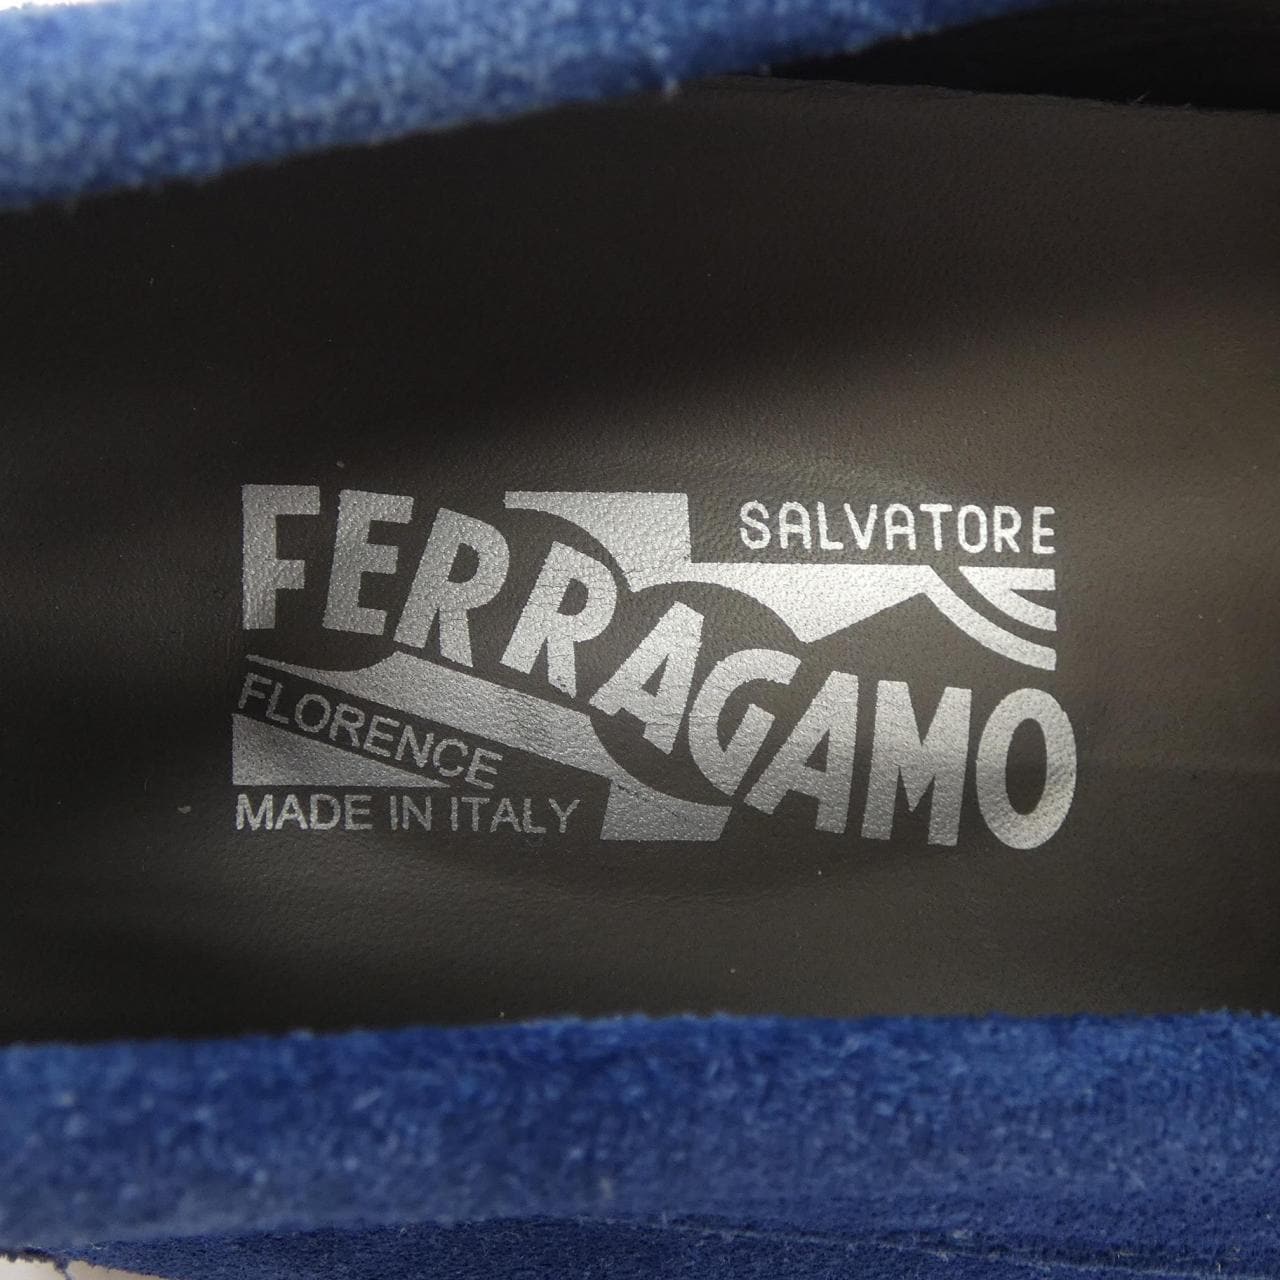 SALVATORE
FERRAGAMO
FLORENCE
MADE IN ITALY